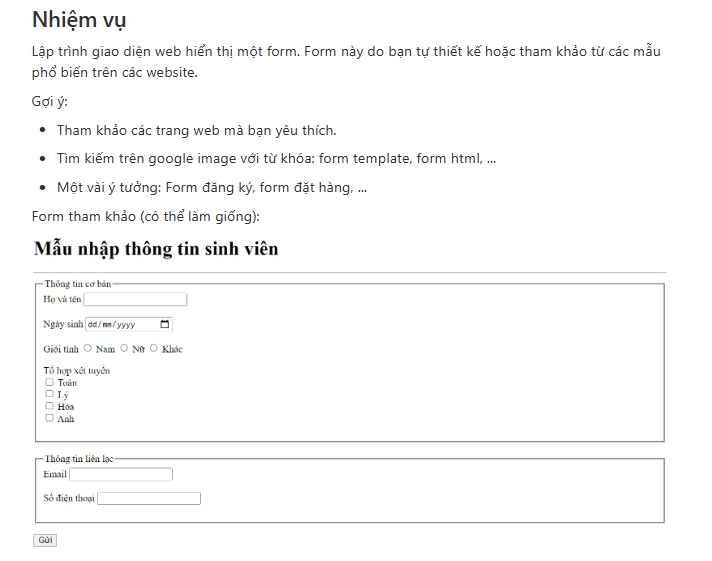 Nhiệm vụ
Lập trình giao diện web hiển thị một form. Form này do bạn tự thiết kế hoặc tham khảo từ các mẫu
phổ biến trên các website.
Gợi ý:
Tham khảo các trang web mà bạn yêu thích.
Tìm kiếm trên google image với từ khóa: form template, form html, ...
Một vài ý tưởng: Form đăng ký, form đặt hàng, ...
Form tham khảo (có thể làm giống):
Mẫu nhập thông tin sinh viên
Thông tin cơ bản
Họ và tên
Ngày sinh dd/mm/yyyy
Giới tính Nam Nữ Khác
Tổ hợp xét tuyển
Toán
Lý
Hóa
Anh
Thông tin liên lạc
Email
Số điện thoại
Gửi